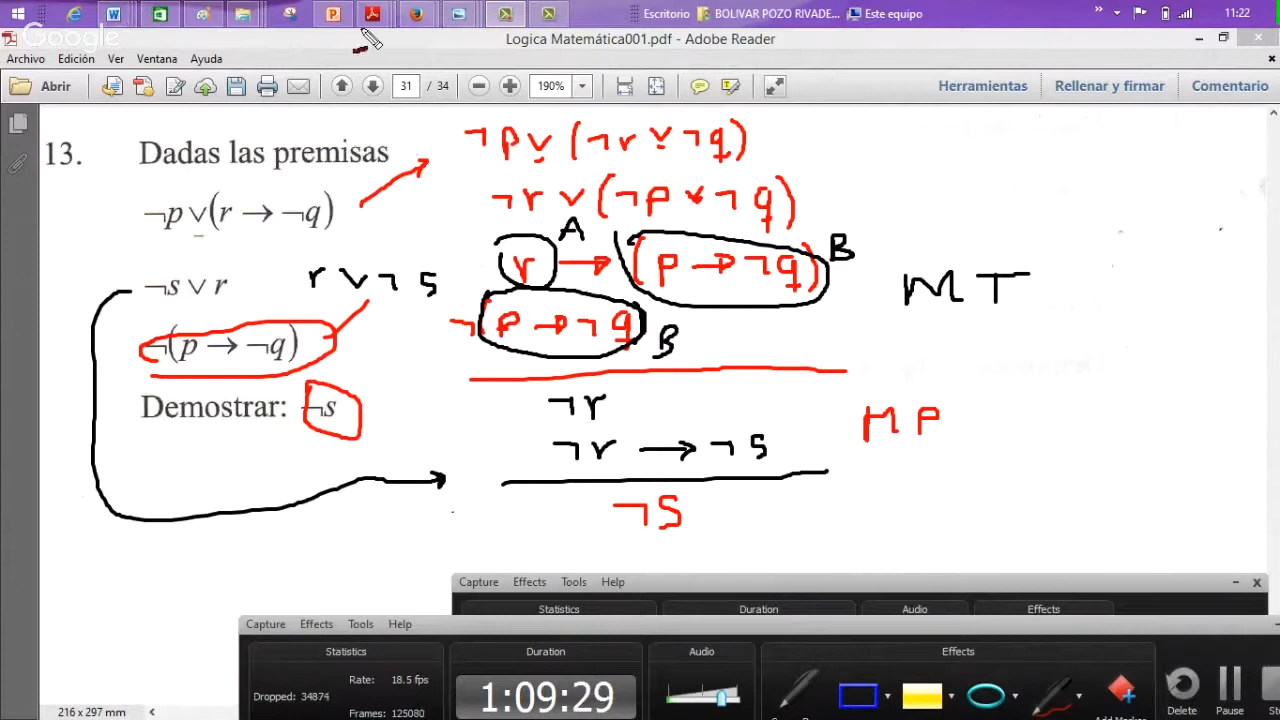 Escritorio
BOLIVAR POZO RIVADE...
Este equipo
11:22
Google
Logica Matemática001.pdf - Adobe Reader
Archivo Edición Ver Ventana Ayuda
Abrir
31 / 34
190%
Herramientas
Rellenar y firmar
Comentario
13. Dadas las premisas
¬p∨(r → ¬q)
¬s ∨ r
¬(p → ¬q)
Demostrar: ¬s
r ∨ ¬ s
¬p ∨ (¬r ∨ ¬q)
¬r ∨ (¬p ∨ ¬q)
A
r → (p → ¬q) B
MT
¬(p → ¬q) B
¬r
MP
¬r → ¬s
¬s
Capture Effects Tools Help
Statistics Duration Audio Effects
Capture Effects Tools Help
Statistics Duration Audio Effects
Rate: 18.5 fps
Dropped: 34874
Frames: 125080
1:09:29
Delete
Pause
216 x 297 mm